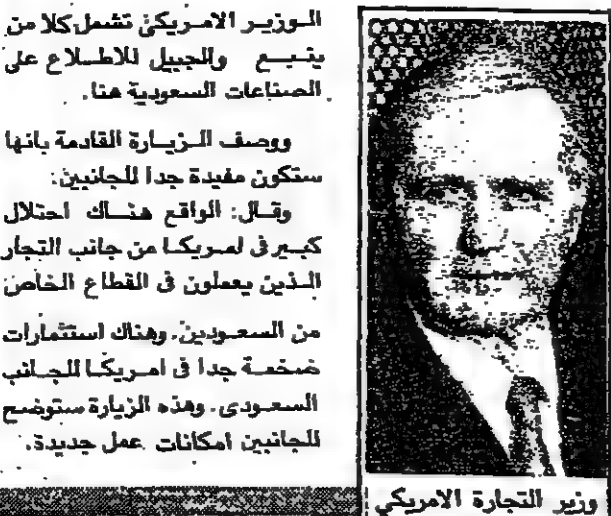 الوزير الامريكي تشمل كلا من
ينبع والجبيل للاطلاع على
الصناعات السعودية هنا.
ووصف الزيارة القادمة بانها
ستكون مفيدة جدا للجانبين:
وقال: الواقع هناك احتلال
كبير في امريكا من جانب التجار
الذين يعملون في القطاع الخاص
من السعودين. وهناك استثمارات
ضخمة جدا في امريكا للجانب
السعودي. وهذه الزيارة ستوضع
للجانبين امكانات عمل جديدة.
وزير التجارة الامريكي